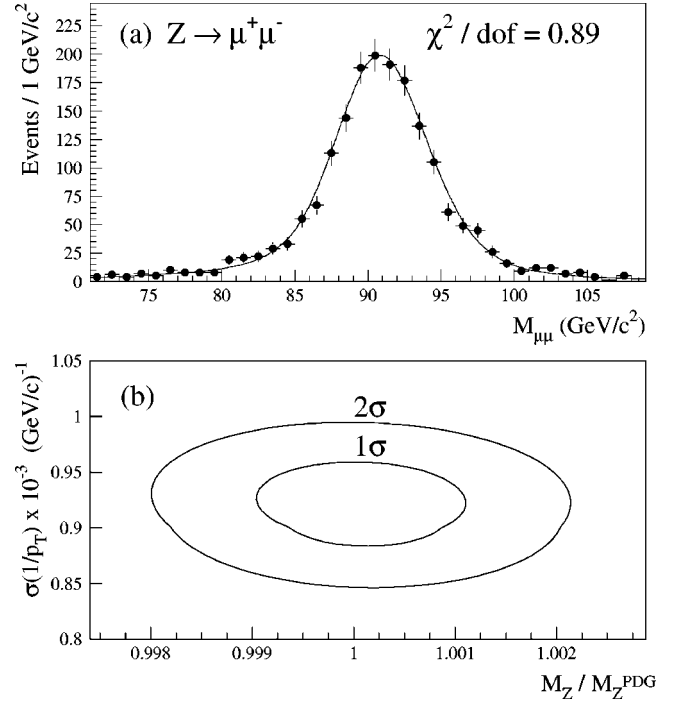 (a) Z → μ⁺μ⁻ χ² / dof = 0.89
Events / 1 GeV/c²
225
200
175
150
125
100
75
50
25
0
75 80 85 90 95 100 105
M_μμ (GeV/c²)
(b)
2σ
1σ
σ(1/p_T) x 10⁻³ (GeV/c)⁻¹
1.05
1
0.95
0.9
0.85
0.8
0.998 0.999 1 1.001 1.002
M_Z / M_Z^PDG